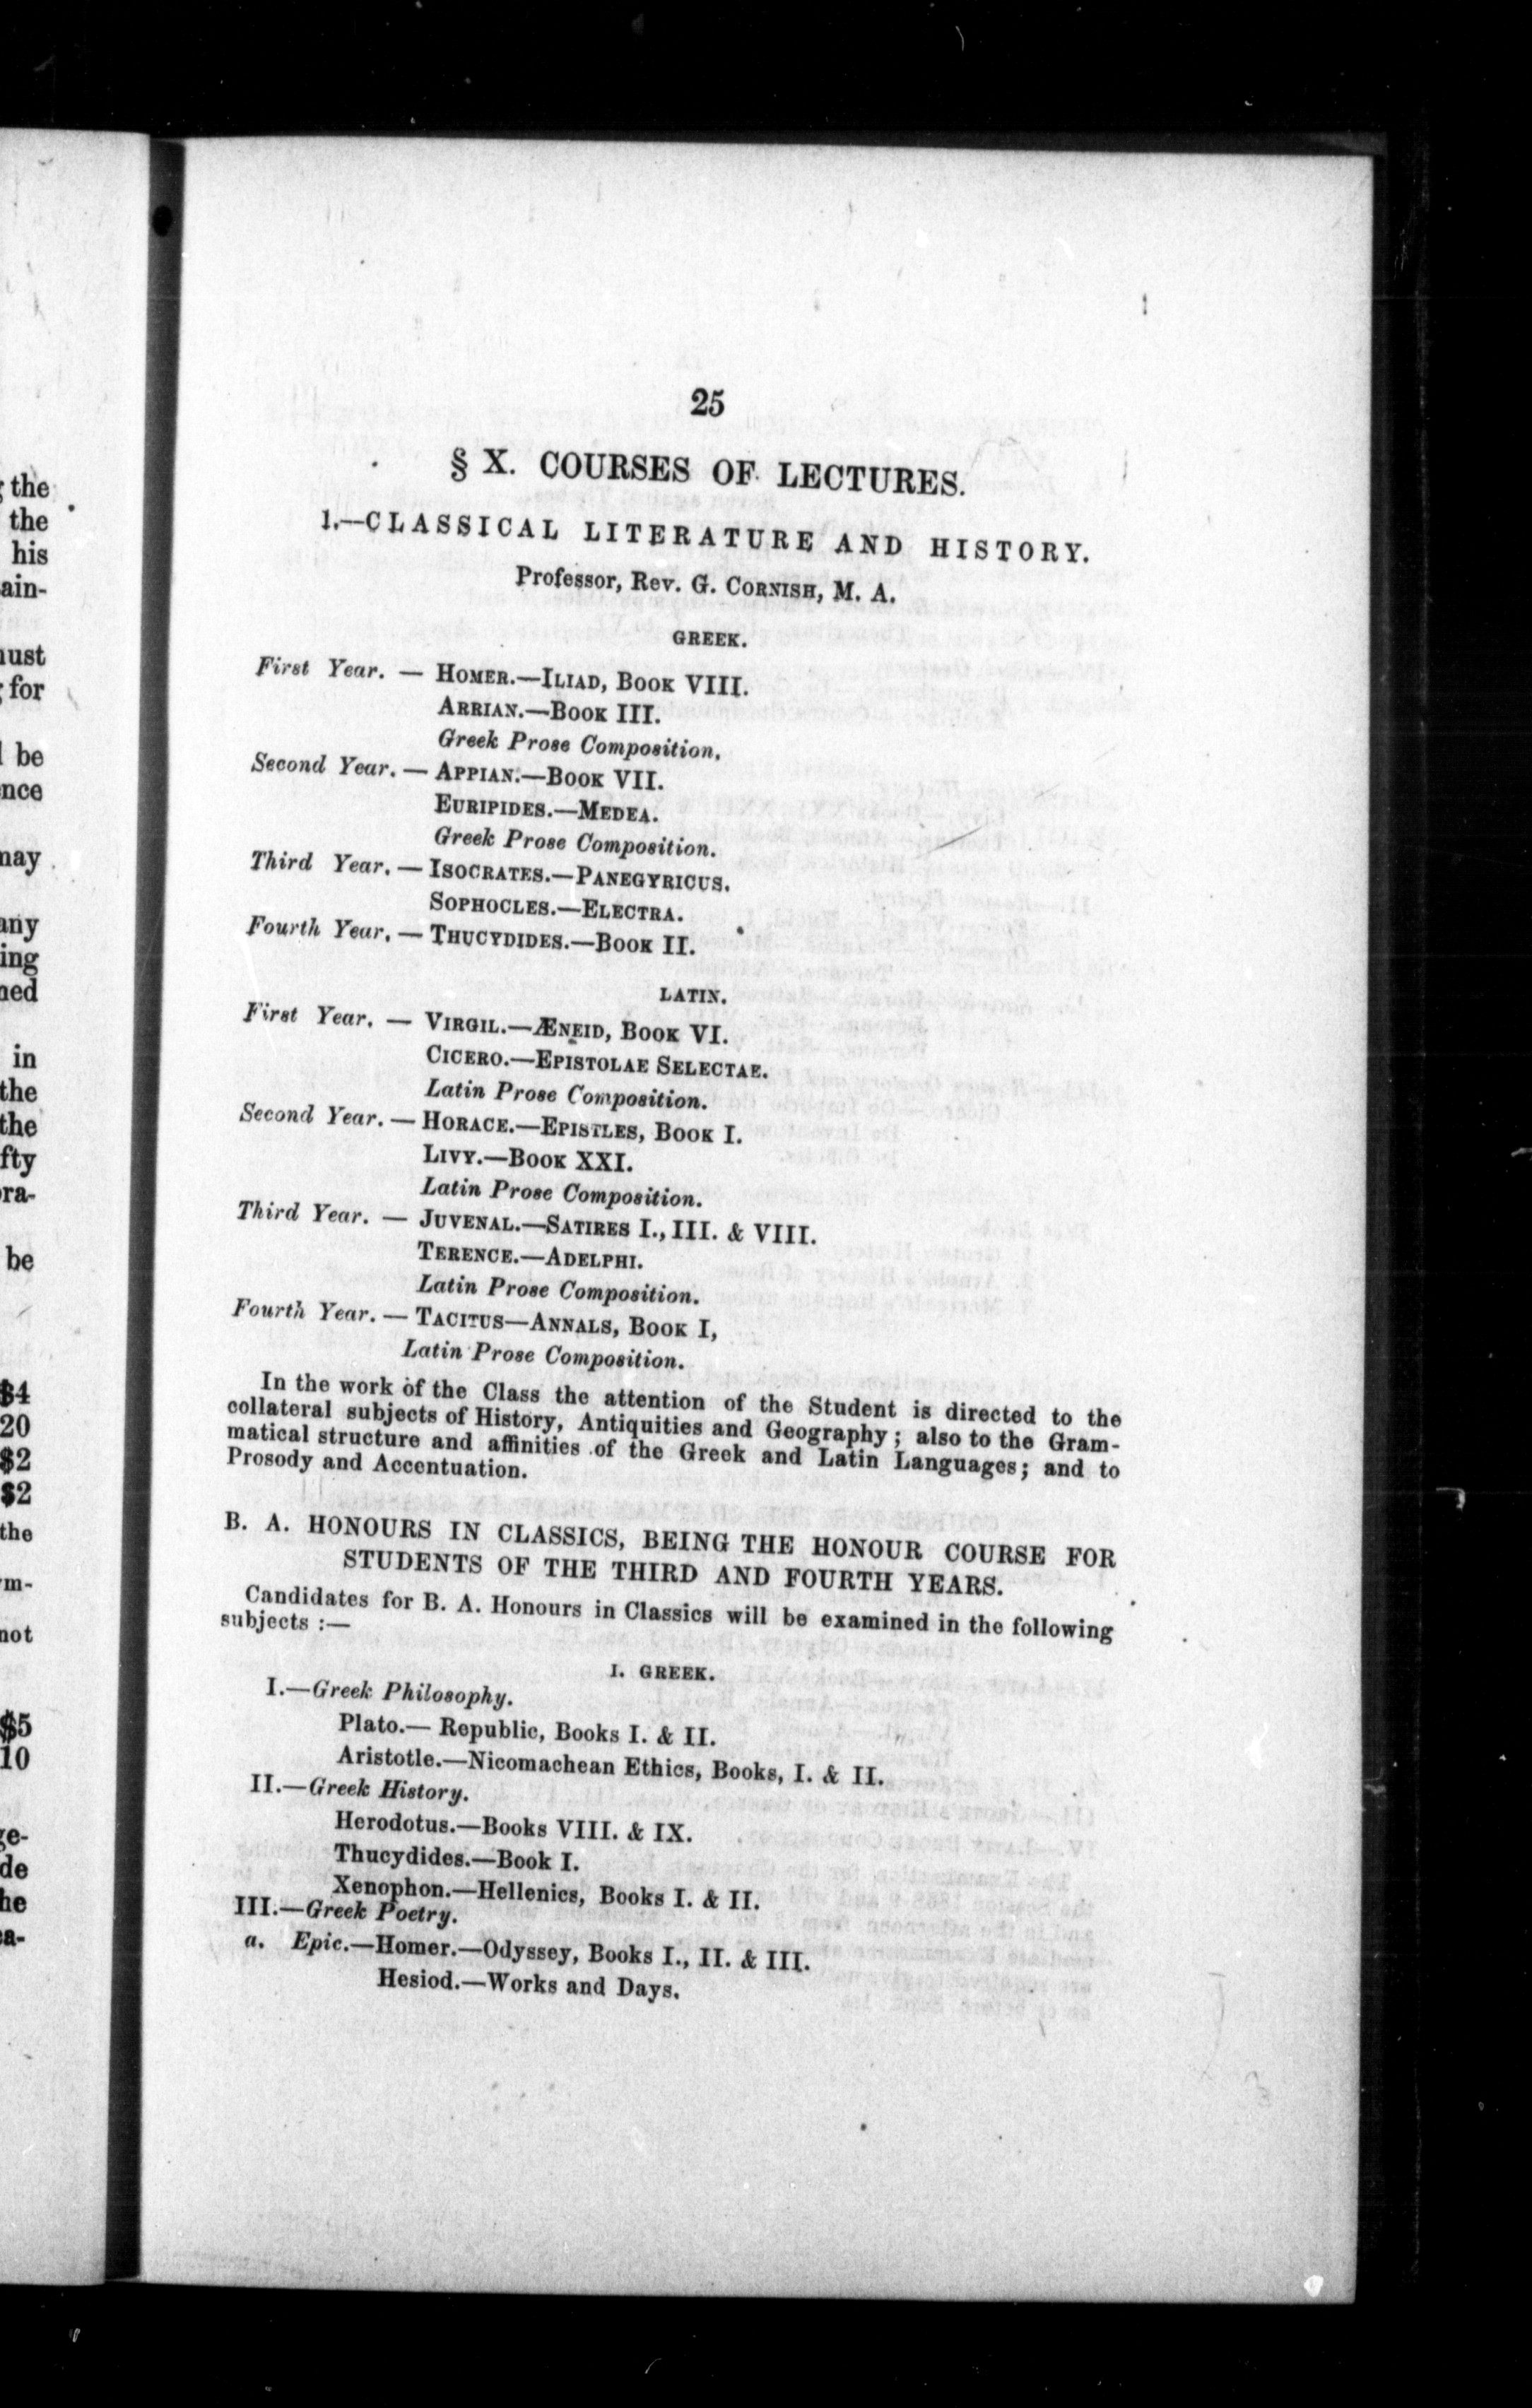 25
§ X. COURSES OF LECTURES.
1.—CLASSICAL LITERATURE AND HISTORY.
Professor, Rev. G. CORNISH, M. A.
GREEK.
First Year. — HOMER.—ILIAD, BOOK VIII.
ARRIAN.—BOOK III.
Greek Prose Composition.
Second Year. — APPIAN.—BOOK VII.
EURIPIDES.—MEDEA.
Greek Prose Composition.
Third Year. — ISOCRATES.—PANEGYRICUS.
SOPHOCLES.—ELECTRA.
Fourth Year. — THUCYDIDES.—BOOK II.
LATIN.
First Year. — VIRGIL.—ÆNEID, BOOK VI.
CICERO.—EPISTOLAE SELECTAE.
Latin Prose Composition.
Second Year. — HORACE.—EPISTLES, BOOK I.
LIVY.—BOOK XXI.
Latin Prose Composition.
Third Year. — JUVENAL.—SATIRES I., III. & VIII.
TERENCE.—ADELPHI.
Latin Prose Composition.
Fourth Year. — TACITUS—ANNALS, BOOK I,
Latin Prose Composition.
In the work of the Class the attention of the Student is directed to the
collateral subjects of History, Antiquities and Geography; also to the Gram-
matical structure and affinities of the Greek and Latin Languages; and to
Prosody and Accentuation.
B. A. HONOURS IN CLASSICS, BEING THE HONOUR COURSE FOR
STUDENTS OF THE THIRD AND FOURTH YEARS.
Candidates for B. A. Honours in Classics will be examined in the following
subjects :—
I. GREEK.
I.—Greek Philosophy.
Plato.— Republic, Books I. & II.
Aristotle.—Nicomachean Ethics, Books, I. & II.
II.—Greek History.
Herodotus.—Books VIII. & IX.
Thucydides.—Book I.
Xenophon.—Hellenics, Books I. & II.
III.—Greek Poetry.
a. Epic.—Homer.—Odyssey, Books I., II. & III.
Hesiod.—Works and Days.